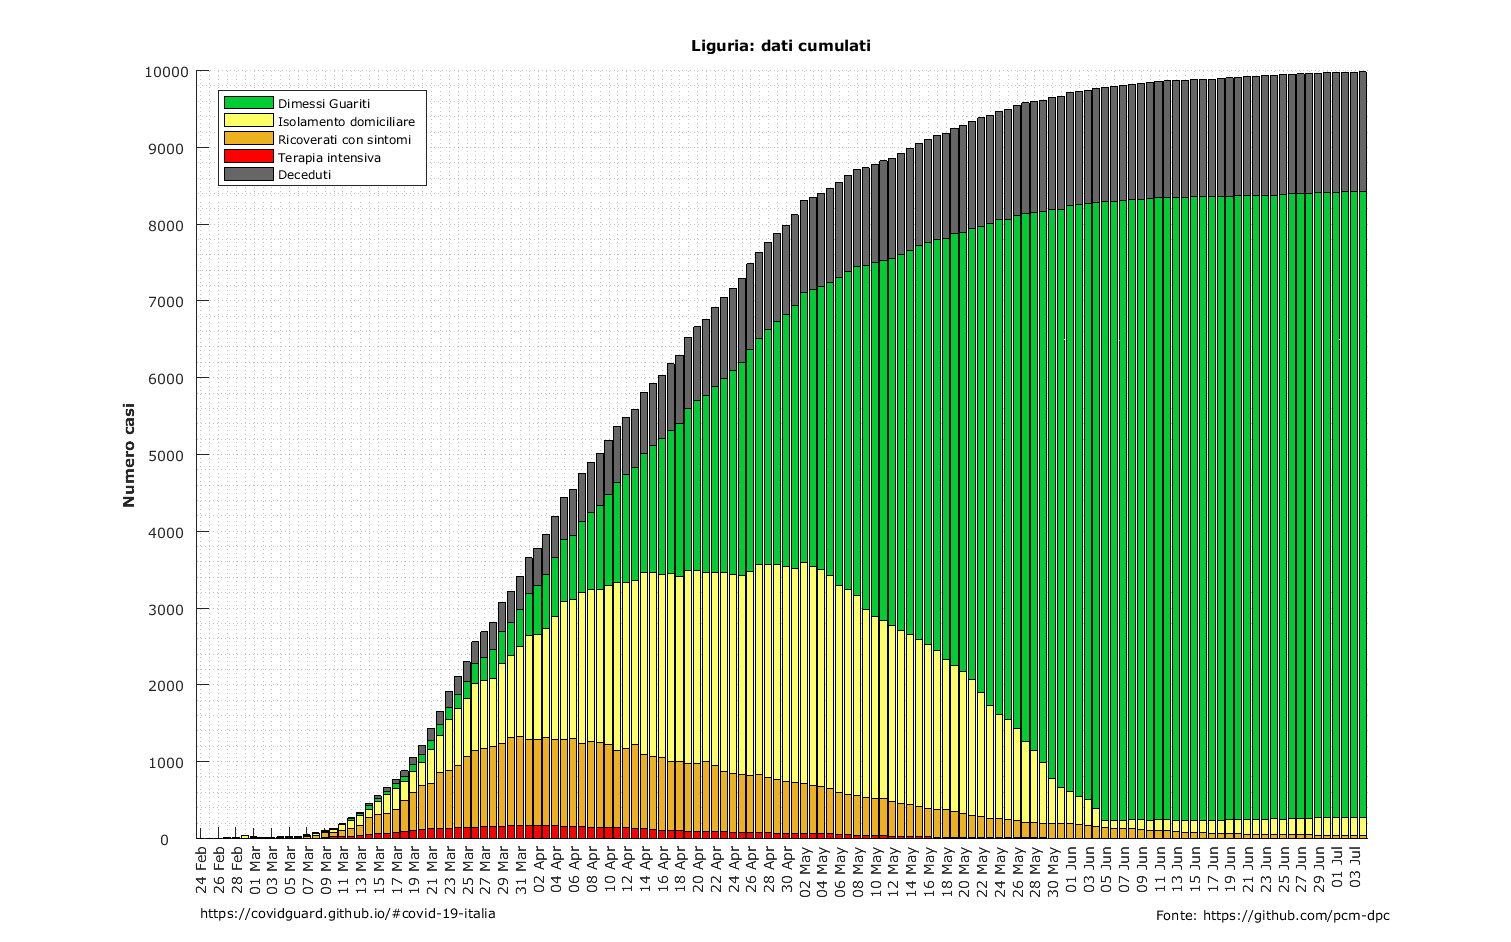 Liguria: dati cumulati
10000
9000
8000
7000
6000
5000
4000
3000
2000
1000
0
Numero casi
Dimessi Guariti
Isolamento domiciliare
Ricoverati con sintomi
Terapia intensiva
Deceduti
24 Feb
26 Feb
28 Feb
01 Mar
03 Mar
05 Mar
07 Mar
09 Mar
11 Mar
13 Mar
15 Mar
17 Mar
19 Mar
21 Mar
23 Mar
25 Mar
27 Mar
29 Mar
31 Mar
02 Apr
04 Apr
06 Apr
08 Apr
10 Apr
12 Apr
14 Apr
16 Apr
18 Apr
20 Apr
22 Apr
24 Apr
26 Apr
28 Apr
30 Apr
02 May
04 May
06 May
08 May
10 May
12 May
14 May
16 May
18 May
20 May
22 May
24 May
26 May
28 May
30 May
01 Jun
03 Jun
05 Jun
07 Jun
09 Jun
11 Jun
13 Jun
15 Jun
17 Jun
19 Jun
21 Jun
23 Jun
25 Jun
27 Jun
29 Jun
01 Jul
03 Jul
https://covidguard.github.io/#covid-19-italia
Fonte: https://github.com/pcm-dpc